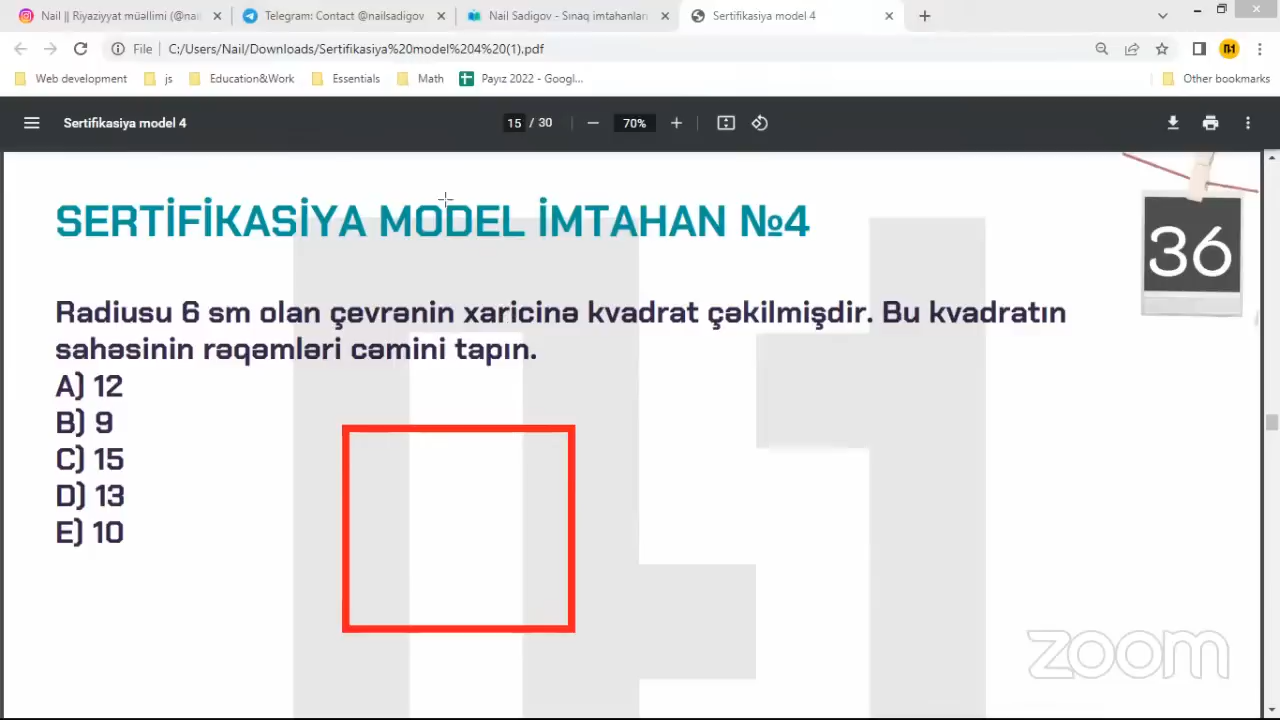 Nail || Riyaziyyat müəllimi (@nail
Telegram: Contact @nailsadigov
Nail Sadigov - Sınaq imtahanları
Sertifikasiya model 4
File
C:/Users/Nail/Downloads/Sertifikasiya%20model%204%20(1).pdf
Web development
js
Education&Work
Essentials
Math
Payız 2022 - Googl...
Other bookmarks
Sertifikasiya model 4
15 / 30
70%
SERTİFİKASİYA MODEL İMTAHAN №4
36
Radiusu 6 sm olan çevrənin xaricinə kvadrat çəkilmişdir. Bu kvadratın
sahəsinin rəqəmləri cəmini tapın.
A) 12
B) 9
C) 15
D) 13
E) 10
zoom